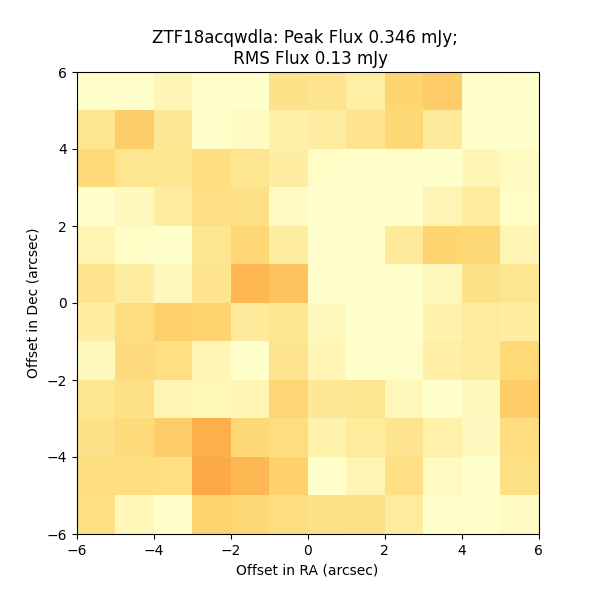 ZTF18acqwdla: Peak Flux 0.346 mJy;
RMS Flux 0.13 mJy
6
4
2
0
−2
−4
−6
Offset in Dec (arcsec)
−6 −4 −2 0 2 4 6
Offset in RA (arcsec)